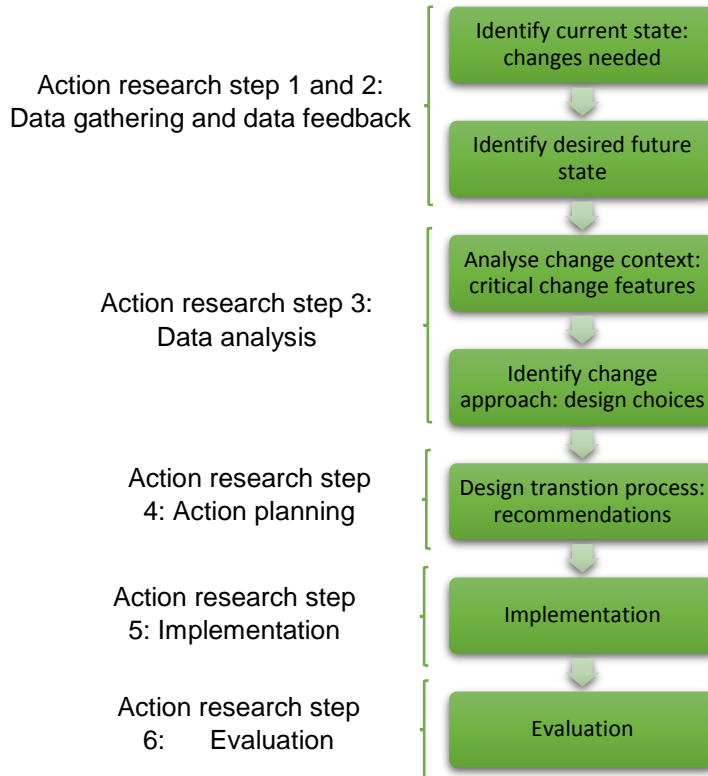 Identify current state:
changes needed
Action research step 1 and 2:
Data gathering and data feedback
Identify desired future
state
Analyse change context:
critical change features
Action research step 3:
Data analysis
Identify change
approach: design choices
Action research step
4: Action planning
Design transtion process:
recommendations
Action research step
5: Implementation
Implementation
Action research step
6: Evaluation
Evaluation